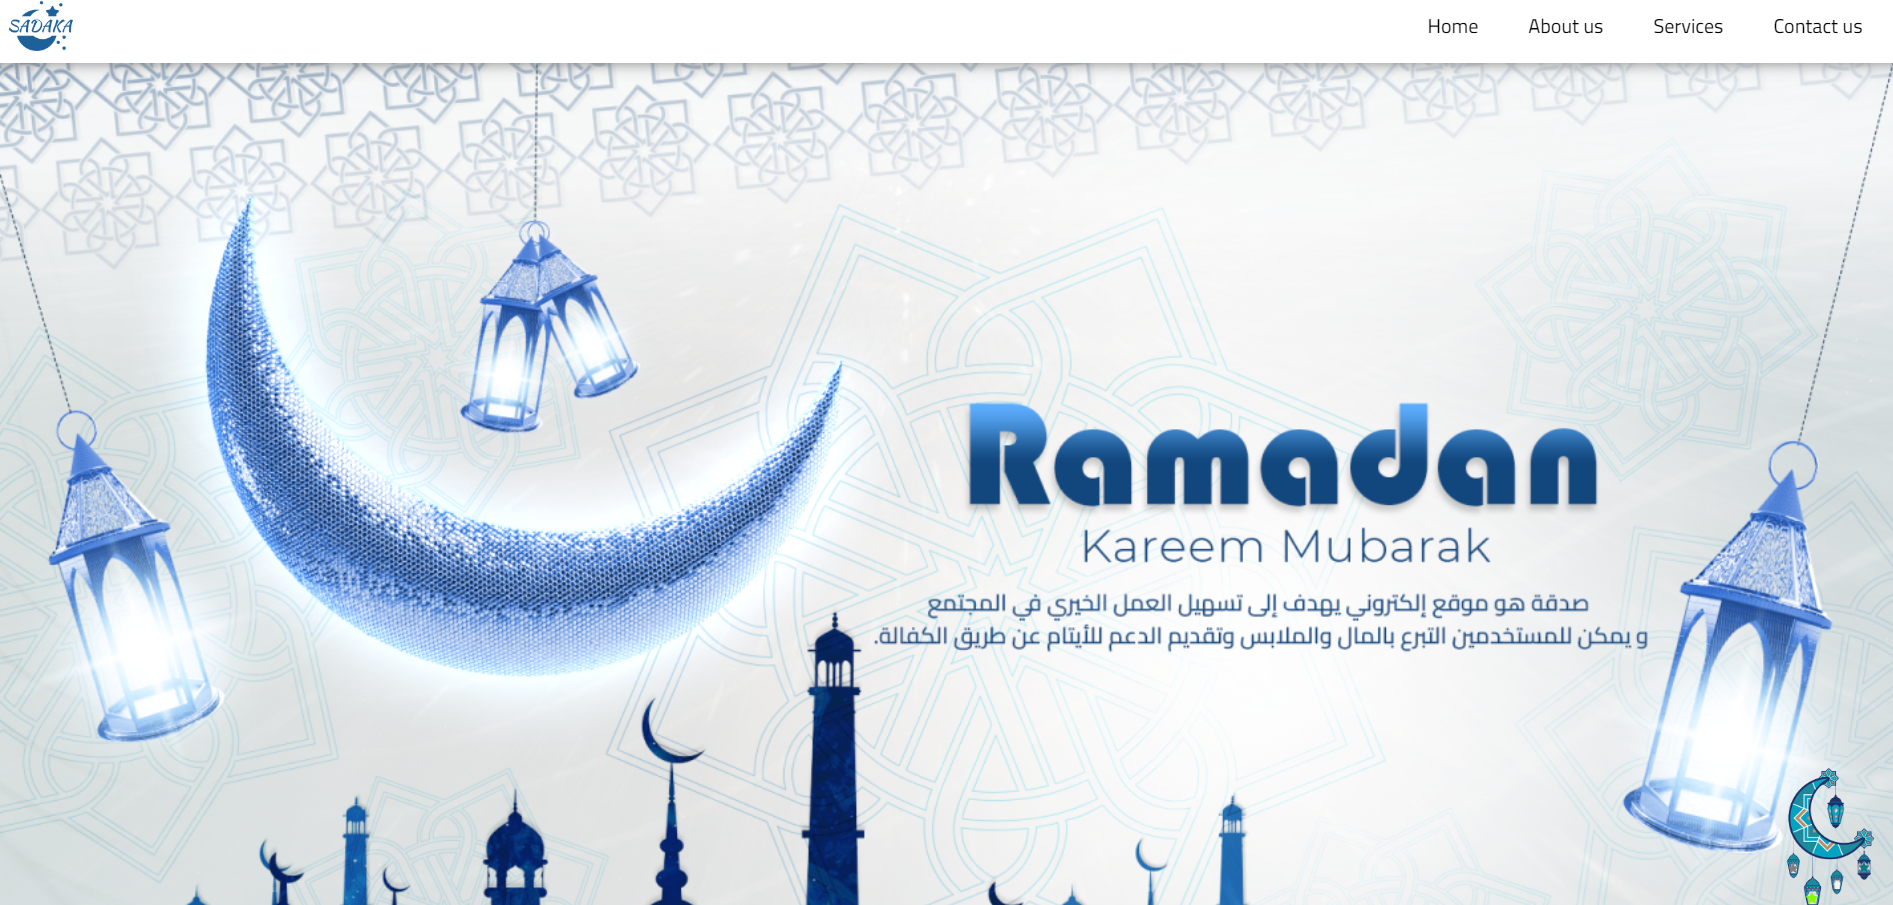 SADAKA
Home
About us
Services
Contact us
Ramadan
Kareem Mubarak
صدقة هو موقع إلكتروني يهدف إلى تسهيل العمل الخيري في المجتمع
و يمكن للمستخدمين التبرع بالمال والملابس وتقديم الدعم للأيتام عن طريق الكفالة.